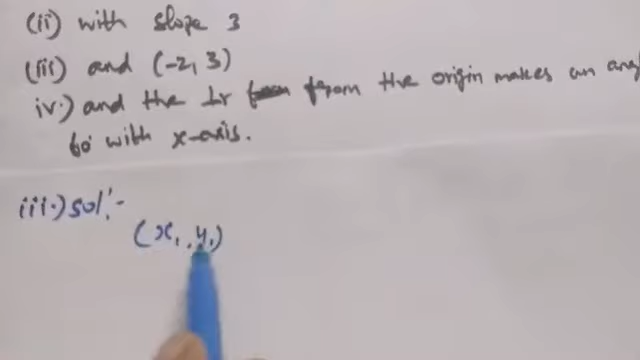 (ii) with slope 3
(iii) and (-2, 3)
iv.) and the ⊥r from the origin makes an
60° with x-axis.
iii.) sol:-
(x₁, y₁)